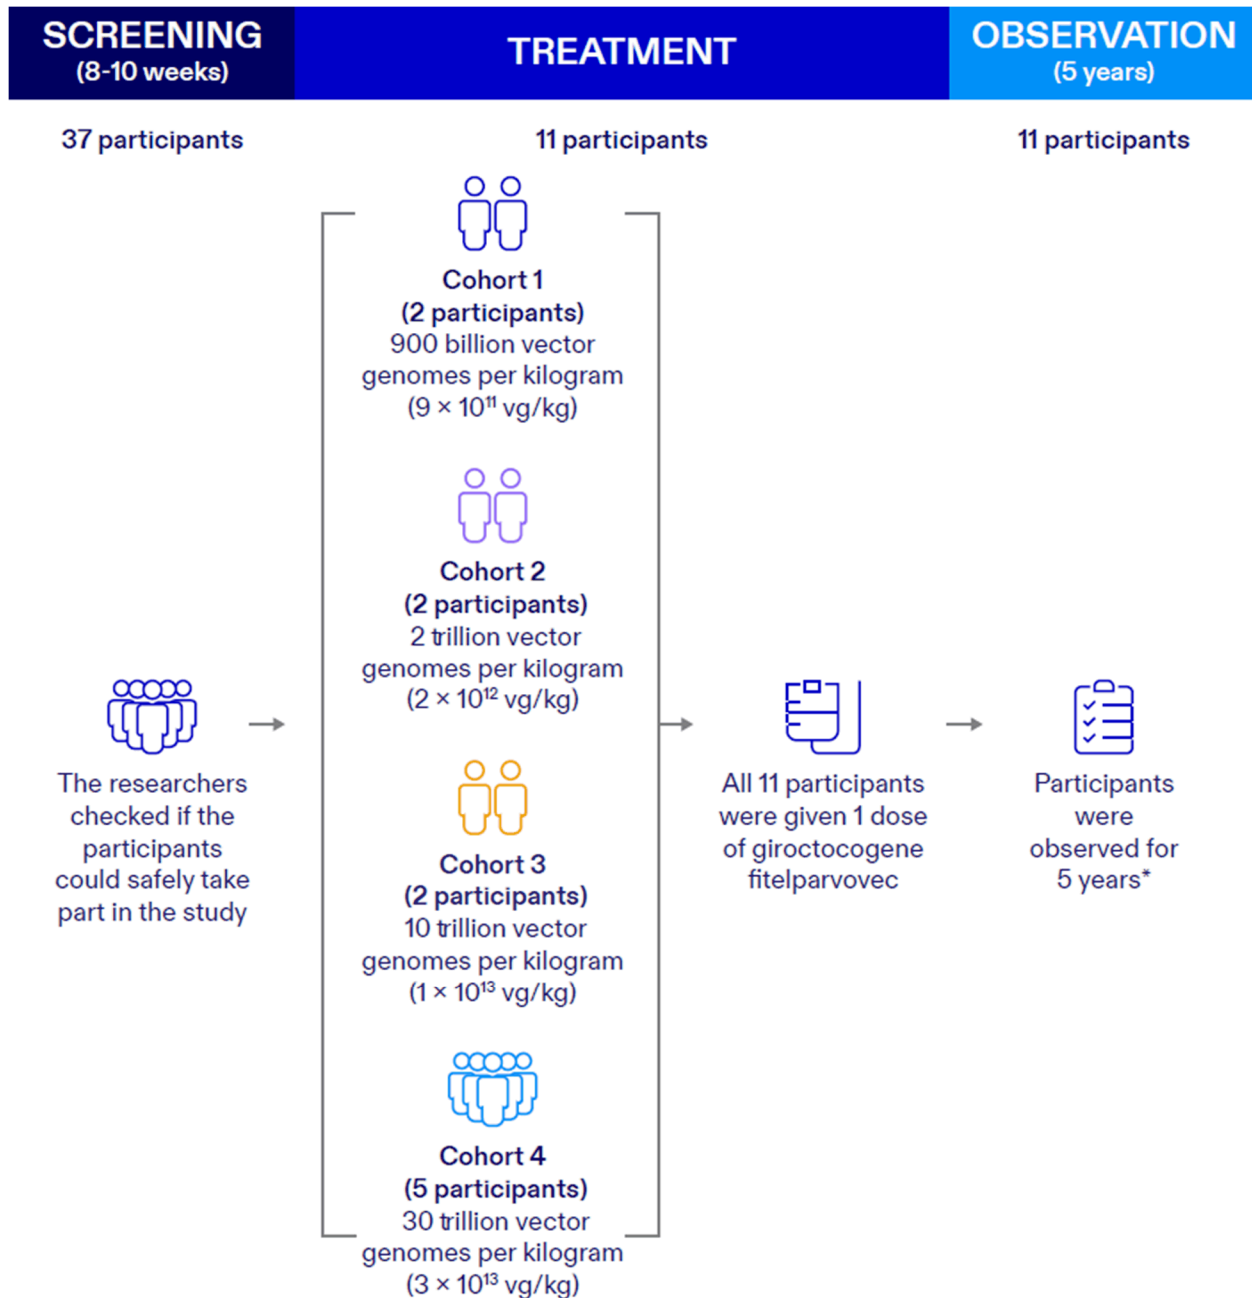 SCREENING
(8-10 weeks)
TREATMENT
OBSERVATION
(5 years)
37 participants
11 participants
11 participants
Cohort 1
(2 participants)
900 billion vector
genomes per kilogram
(9 × 10¹¹ vg/kg)
Cohort 2
(2 participants)
2 trillion vector
genomes per kilogram
(2 × 10¹² vg/kg)
Cohort 3
(2 participants)
10 trillion vector
genomes per kilogram
(1 × 10¹³ vg/kg)
Cohort 4
(5 participants)
30 trillion vector
genomes per kilogram
(3 × 10¹³ vg/kg)
The researchers
checked if the
participants
could safely take
part in the study
All 11 participants
were given 1 dose
of giroctocogene
fitelparvovec
Participants
were
observed for
5 years*